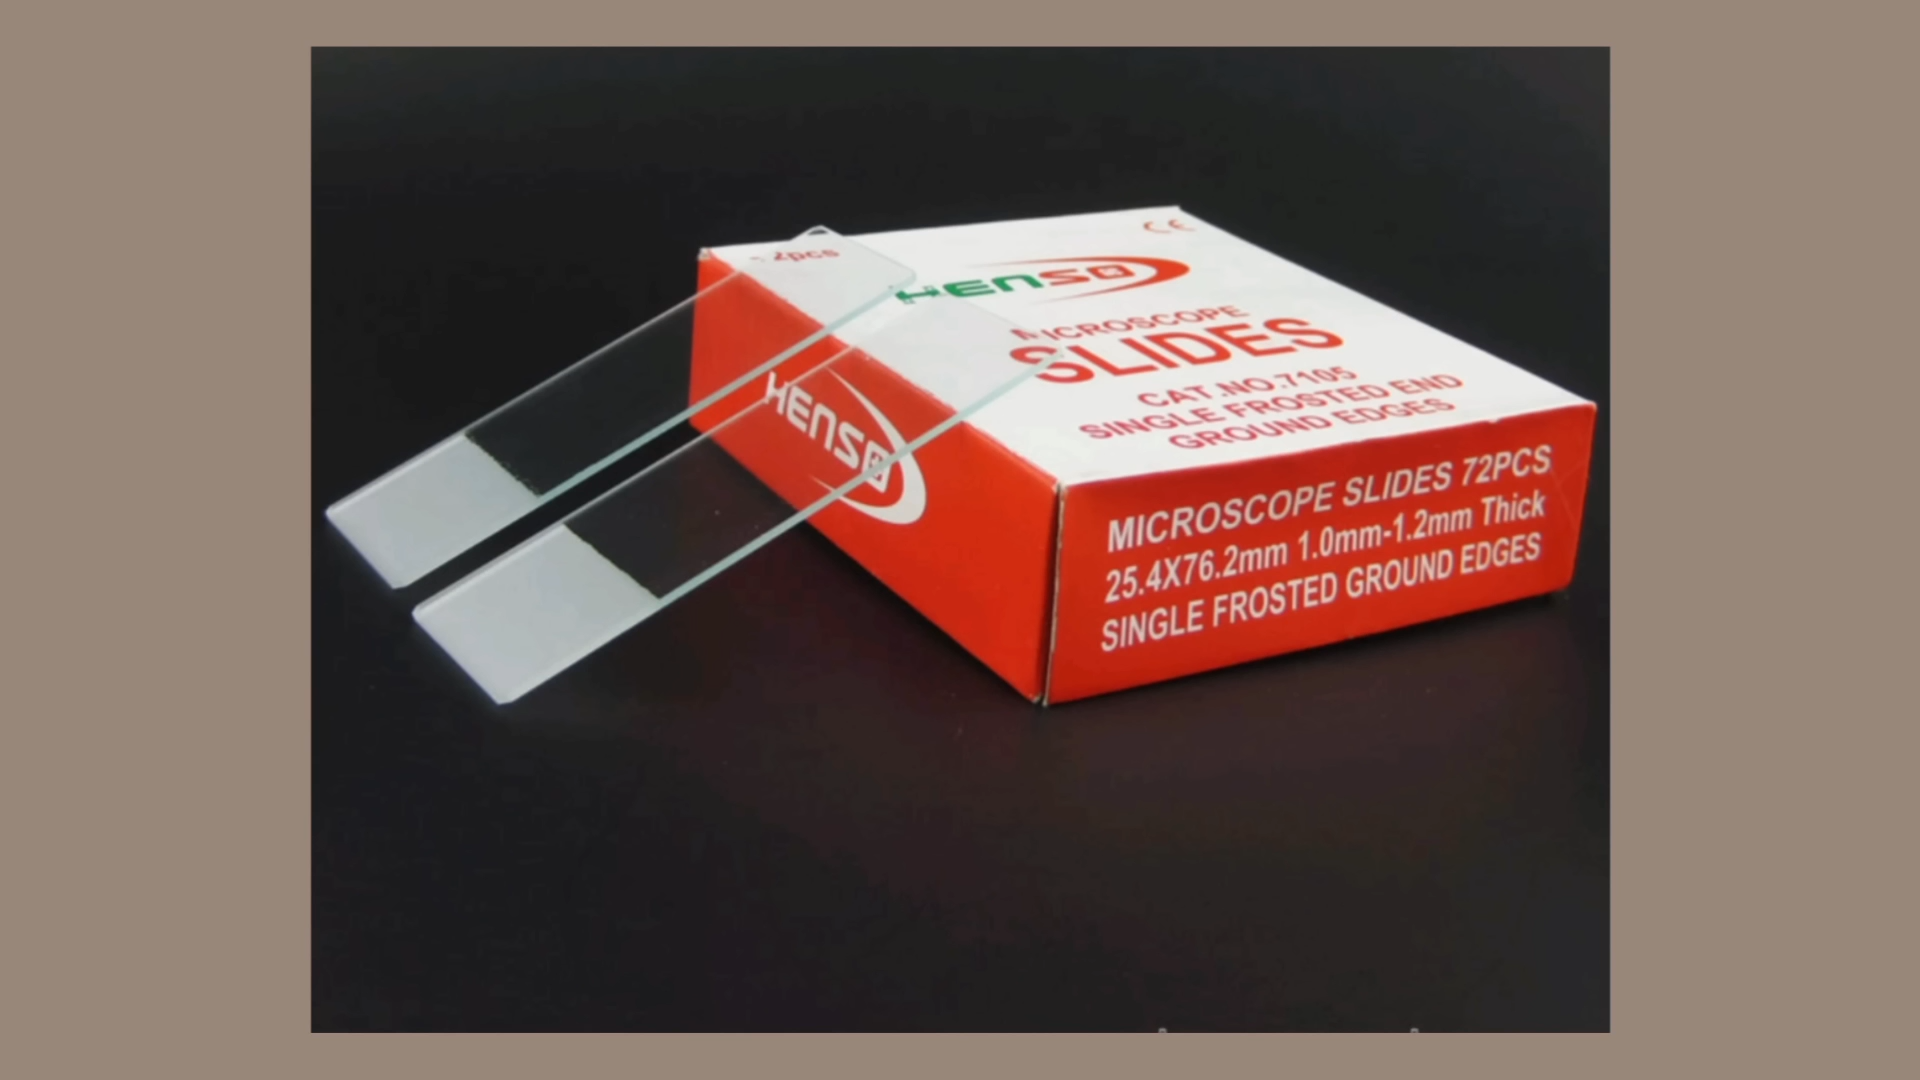 72pcs
CE
HENSO
MICROSCOPE
SLIDES
CAT.NO.7105
SINGLE FROSTED END
GROUND EDGES
HENSO
MICROSCOPE SLIDES 72PCS
25.4X76.2mm 1.0mm-1.2mm Thick
SINGLE FROSTED GROUND EDGES